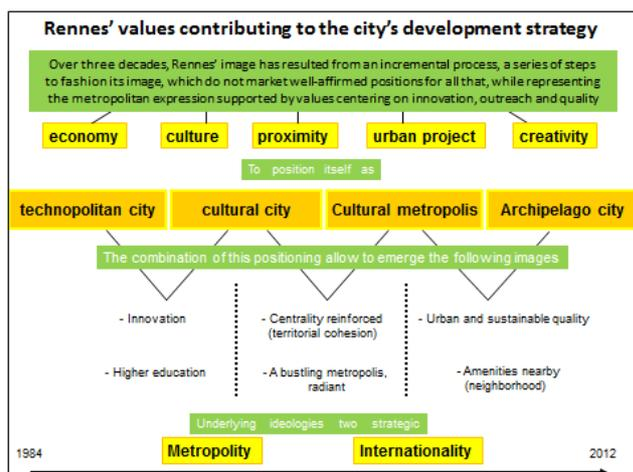 Rennes' values contributing to the city's development strategy
Over three decades, Rennes' image has resulted from an incremental process, a series of steps
to fashion its image, which do not market well-affirmed positions for all that, while representing
the metropolitan expression supported by values centering on innovation, outreach and quality
economy culture proximity urban project creativity
To position itself as
technopolitan city cultural city Cultural metropolis Archipelago city
The combination of this positioning allow to emerge the following images
- Innovation
- Centrality reinforced
(territorial cohesion)
- Urban and sustainable quality
- Higher education
- A bustling metropolis,
radiant
Amenities nearby
(neighborhood)
Underlying ideologies two strategic
1984 Metropolity Internationality 2012